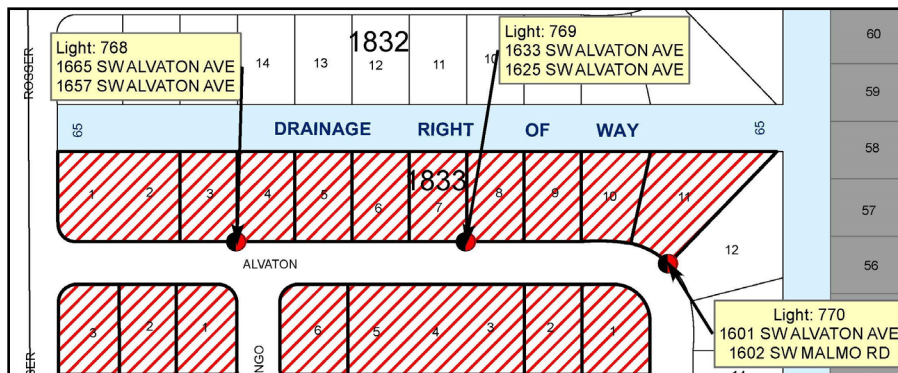 1832
Light: 768
1665 SW ALVATON AVE
1657 SW ALVATON AVE
14
13
12
11
10
Light: 769
1633 SW ALVATON AVE
1625 SW ALVATON AVE
60
59
58
57
56
ROSSER
65
DRAINAGE RIGHT OF WAY
65
1833
1
2
3
4
5
6
7
8
9
10
11
12
ALVATON
Light: 770
1601 SW ALVATON AVE
1602 SW MALMO RD
3
2
1
6
5
4
3
2
1
NGO
GER
14